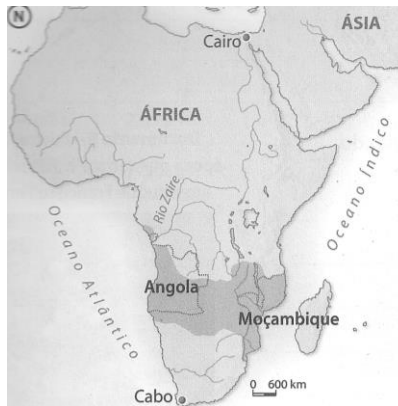 N
ÁSIA
Cairo
ÁFRICA
Oceano Índico
Rio Zaire
Oceano Atlântico
Angola
Moçambique
Cabo
0 600 km